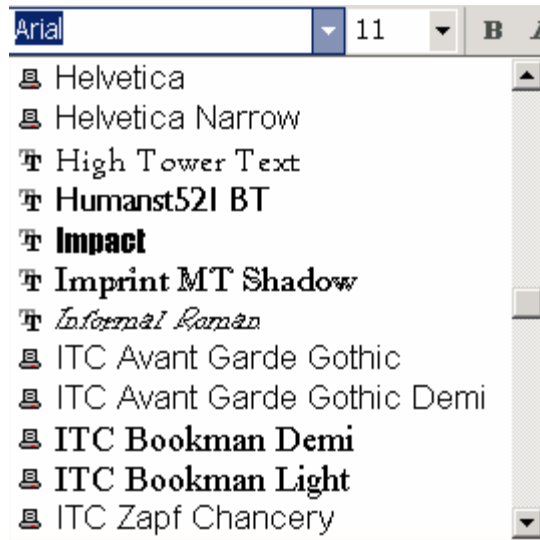 Arial 11 B
Helvetica
Helvetica Narrow
High Tower Text
Humanst521 BT
Impact
Imprint MT Shadow
Informal Roman
ITC Avant Garde Gothic
ITC Avant Garde Gothic Demi
ITC Bookman Demi
ITC Bookman Light
ITC Zapf Chancery